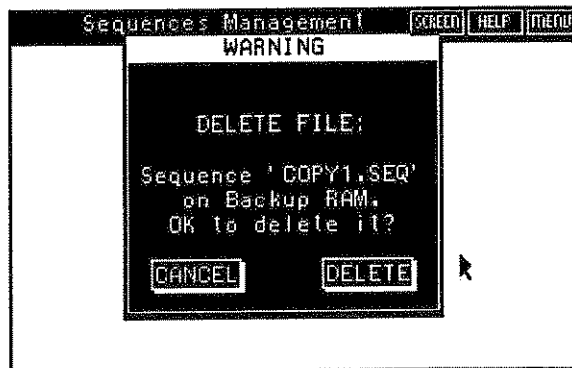 Sequences Management SCREEN HELP MENU
WARNING
DELETE FILE:
Sequence 'COPY1.SEQ'
on Backup RAM.
OK to delete it?
CANCEL DELETE